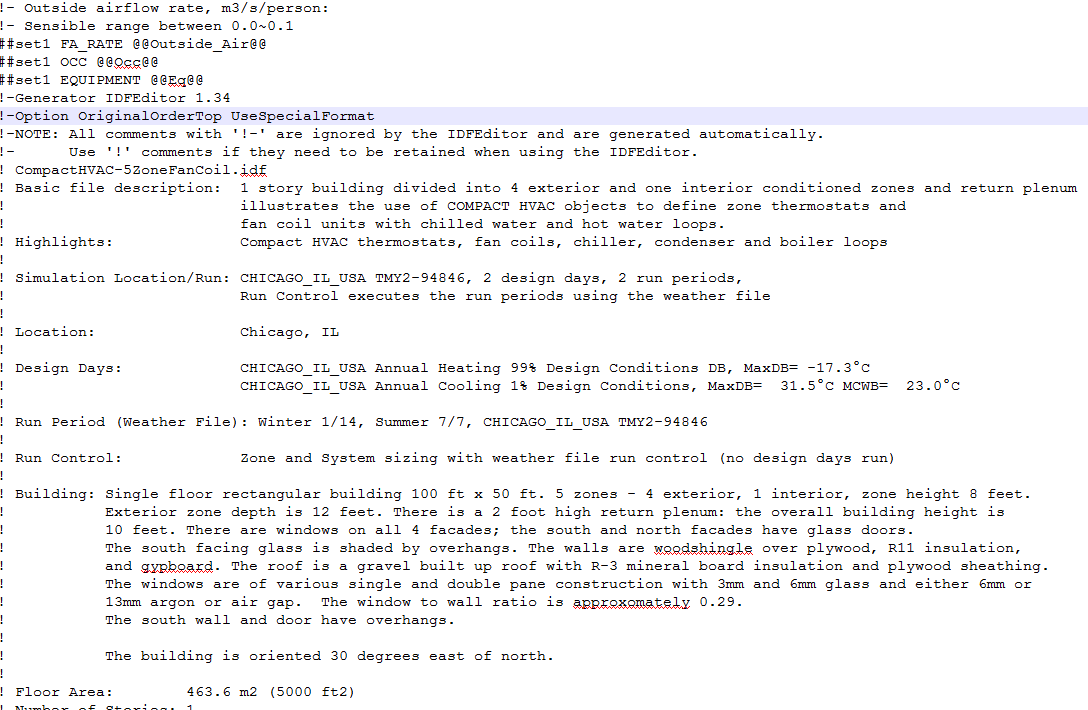 !- Outside airflow rate, m3/s/person:
!- Sensible range between 0.0~0.1
##set1 FA_RATE @@Outside_Air@@
##set1 OCC @@Occ@@
##set1 EQUIPMENT @@Eq@@
!-Generator IDFEditor 1.34
!-Option OriginalOrderTop UseSpecialFormat
!-NOTE: All comments with '!-' are ignored by the IDFEditor and are generated automatically.
!-      Use '!' comments if they need to be retained when using the IDFEditor.
! CompactHVAC-5ZoneFanCoil.idf
! Basic file description:  1 story building divided into 4 exterior and one interior conditioned zones and return plenum
!                          illustrates the use of COMPACT HVAC objects to define zone thermostats and
!                          fan coil units with chilled water and hot water loops.
! Highlights:              Compact HVAC thermostats, fan coils, chiller, condenser and boiler loops
!
! Simulation Location/Run: CHICAGO_IL_USA TMY2-94846, 2 design days, 2 run periods,
!                          Run Control executes the run periods using the weather file
!
! Location:                Chicago, IL
!
! Design Days:             CHICAGO_IL_USA Annual Heating 99% Design Conditions DB, MaxDB= -17.3°C
!                          CHICAGO_IL_USA Annual Cooling 1% Design Conditions, MaxDB=  31.5°C MCWB=  23.0°C
!
! Run Period (Weather File): Winter 1/14, Summer 7/7, CHICAGO_IL_USA TMY2-94846
!
! Run Control:             Zone and System sizing with weather file run control (no design days run)
!
! Building: Single floor rectangular building 100 ft x 50 ft. 5 zones - 4 exterior, 1 interior, zone height 8 feet.
!           Exterior zone depth is 12 feet. There is a 2 foot high return plenum: the overall building height is
!           10 feet. There are windows on all 4 facades; the south and north facades have glass doors.
!           The south facing glass is shaded by overhangs. The walls are woodshingle over plywood, R11 insulation,
!           and gypboard. The roof is a gravel built up roof with R-3 mineral board insulation and plywood sheathing.
!           The windows are of various single and double pane construction with 3mm and 6mm glass and either 6mm or
!           13mm argon or air gap.  The window to wall ratio is approxomately 0.29.
!           The south wall and door have overhangs.
!
!           The building is oriented 30 degrees east of north.
!
! Floor Area:        463.6 m2 (5000 ft2)
! Number of Stories: 1